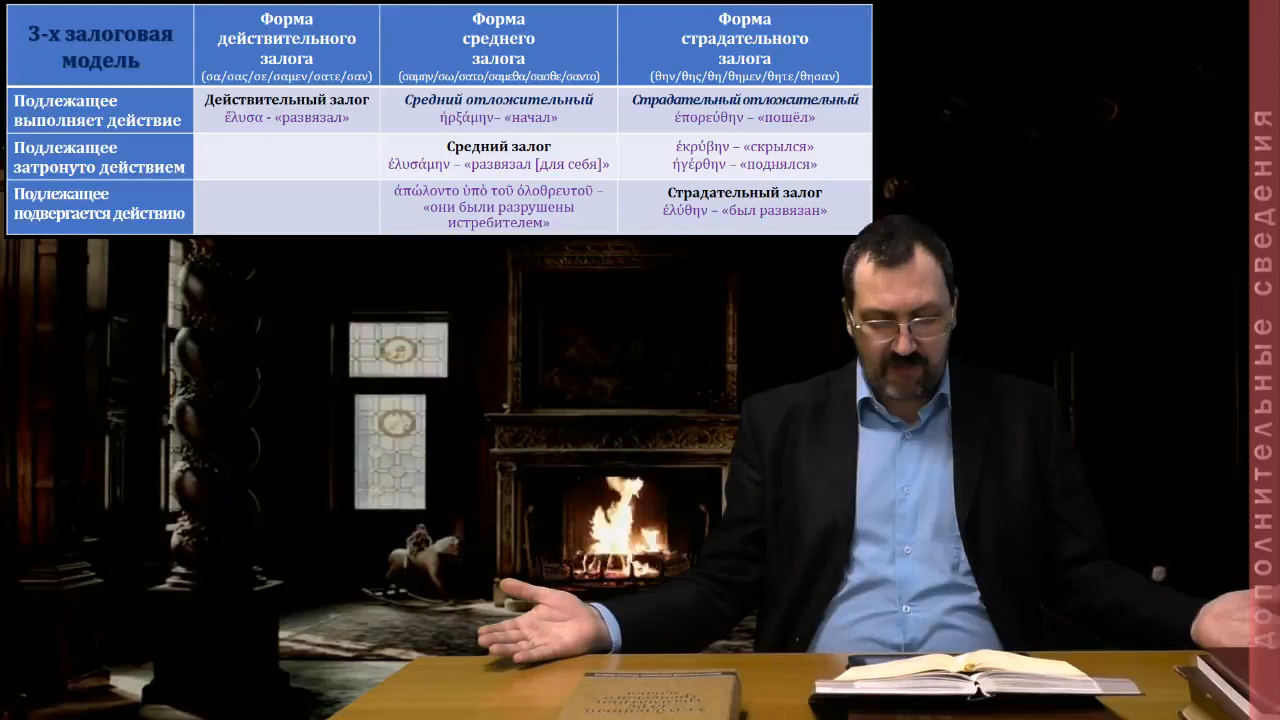 3-х залоговая
модель
Форма
действительного
залога
(σα/σας/σε/σαμεν/σατε/σαν)
Форма
среднего
залога
(σαμην/σω/σατο/σαμεθα/σασθε/σαντο)
Форма
страдательного
залога
(θην/θης/θη/θημεν/θητε/θησαν)
Подлежащее
выполняет действие
Действительный залог
ἔλυσα - «развязал»
Средний отложительный
ἠρξάμην– «начал»
Страдательный отложительный
ἐπορεύθην – «пошёл»
Подлежащее
затронуто действием
Средний залог
ἐλυσάμην – «развязал [для себя]»
ἐκρύβην – «скрылся»
ἠγέρθην – «поднялся»
Подлежащее
подвергается действию
ἀπώλοντο ὑπὸ τοῦ ὀλοθρευτοῦ –
«они были разрушены
истребителем»
Страдательный залог
ἐλύθην – «был развязан»
дополнительные сведения